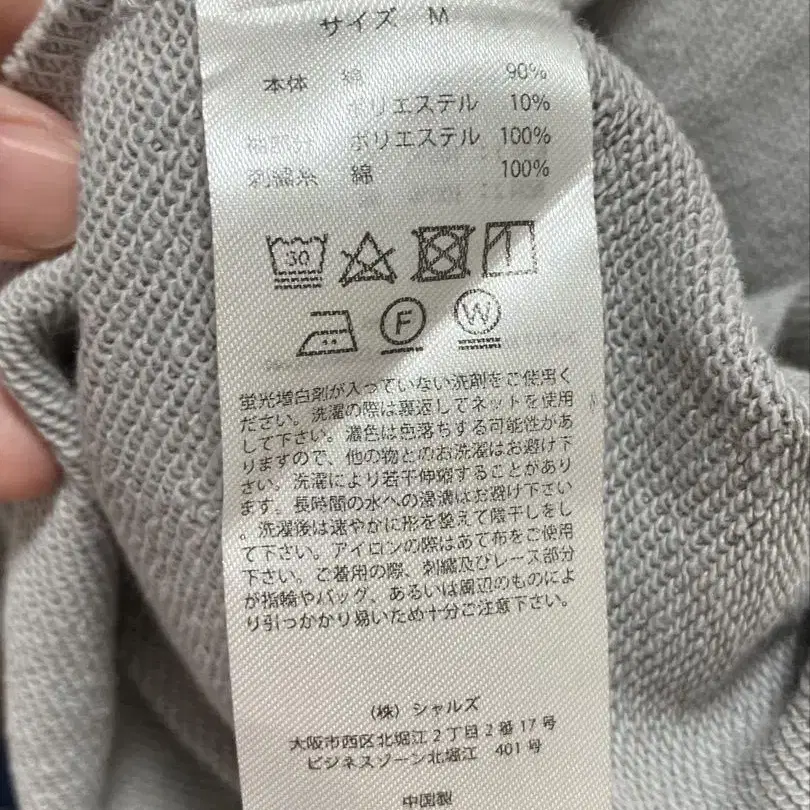 サイズ M
本体 綿 90%
ポリエステル 10%
ポリエステル 100%
刺繍糸 綿 100%
30
F W
蛍光増白剤が入っていない洗剤をご使用く
ださい。洗濯の際は裏返してネットを使用
して下さい。濃色は色落ちする可能性があ
りますので、他の物とのお洗濯はお避け下
さい。洗濯により若干伸縮することがあり
ます。長時間の水への浸漬はお避け下さい
。洗濯後は速やかに形を整えて陰干しをし
て下さい。アイロンの際はあて布をご使用
下さい。ご着用の際、刺繍及びレース部分
が指輪やバッグ、あるいは周辺のものによ
り引っかかり易いため十分ご注意下さい。
(株) シャルズ
大阪市西区北堀江2丁目2番17号
ビジネスゾーン北堀江 401号
中国製